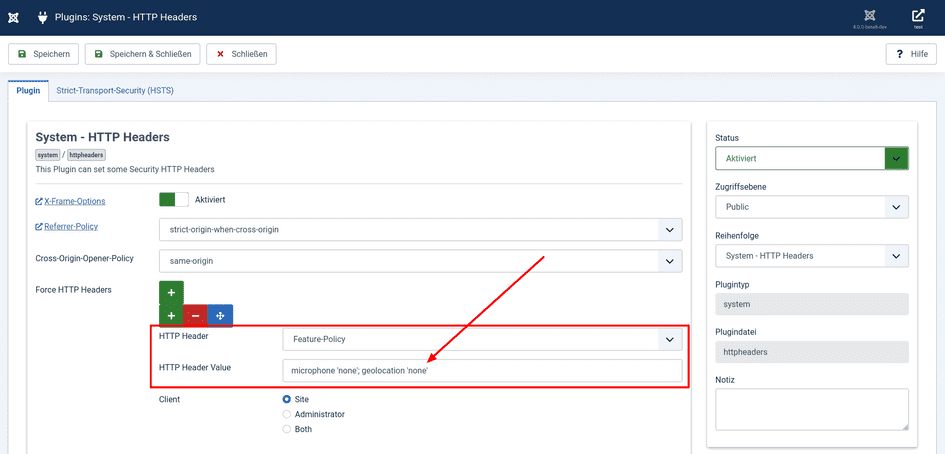 Plugins: System - HTTP Headers
4.0.0-beta8-dev
test
Speichern
Speichern & Schließen
Schließen
Hilfe
Plugin
Strict-Transport-Security (HSTS)
System - HTTP Headers
system / httpheaders
This Plugin can set some Security HTTP Headers
X-Frame-Options
Aktiviert
Referrer-Policy
strict-origin-when-cross-origin
Cross-Origin-Opener-Policy
same-origin
Force HTTP Headers
HTTP Header
Feature-Policy
HTTP Header Value
microphone 'none'; geolocation 'none'
Client
Site
Administrator
Both
Status
Aktiviert
Zugriffsebene
Public
Reihenfolge
System - HTTP Headers
Plugintyp
system
Plugindatei
httpheaders
Notiz